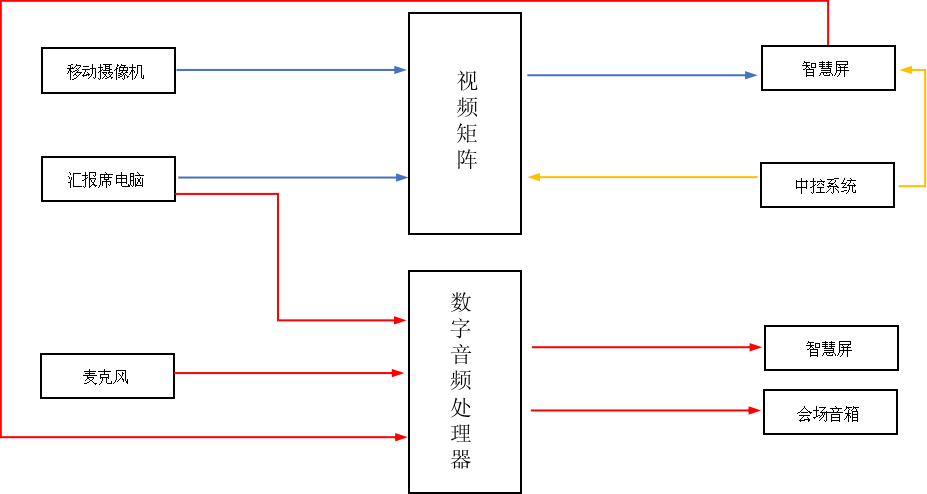 移动摄像机
视频矩阵
智慧屏
汇报席电脑
中控系统
数字音频处理器
智慧屏
麦克风
会场音箱